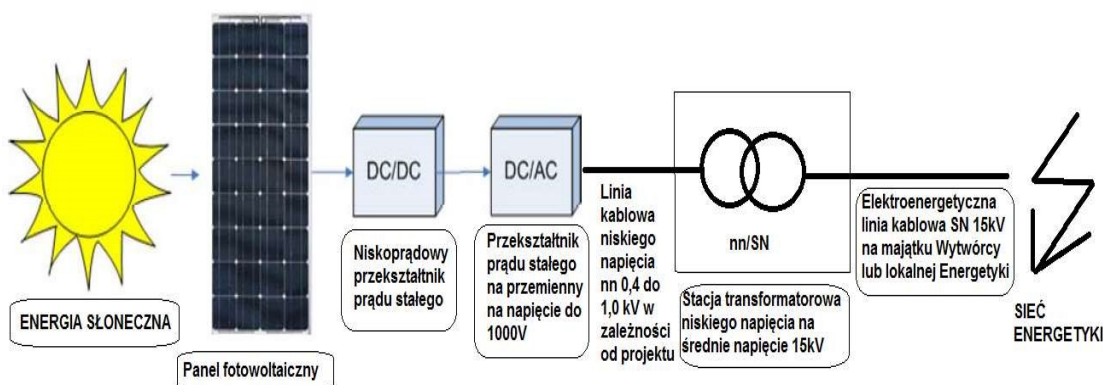 ENERGIA SŁONECZNA
Panel fotowoltaiczny
DC/DC
Niskoprądowy
przekształtnik
prądu stałego
DC/AC
Przekształtnik
prądu stałego
na przemienny
na napięcie do
1000V
Linia
kablowa
niskiego
napięcia
nn 0,4 do
1,0 kV w
zależności
od projektu
nn/SN
Stacja transformatorowa
niskiego napięcia na
średnie napięcie 15kV
Elektroenergetyczna
linia kablowa SN 15kV
na majątku Wytwórcy
lub lokalnej Energetyki
SIEĆ
ENERGETYKI